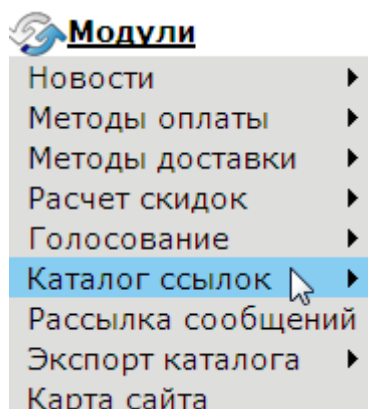 Модули
Новости
Методы оплаты
Методы доставки
Расчет скидок
Голосование
Каталог ссылок
Рассылка сообщений
Экспорт каталога
Карта сайта